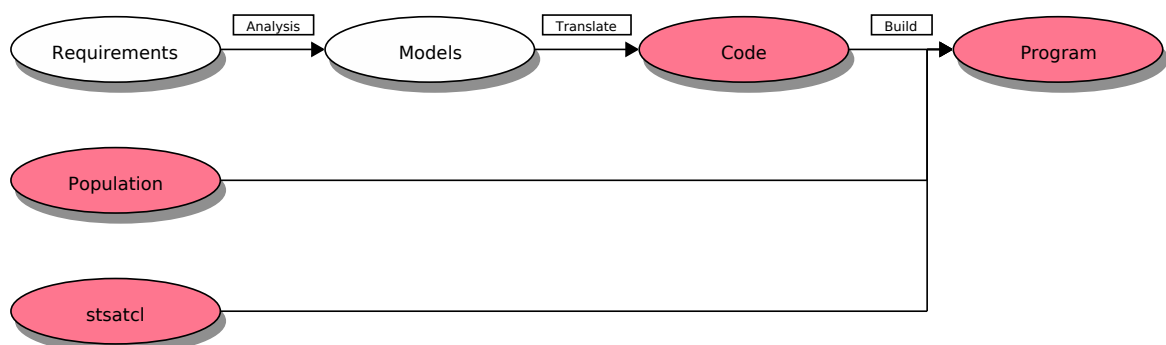 Analysis
Translate
Build
Requirements
Models
Code
Program
Population
stsatcl